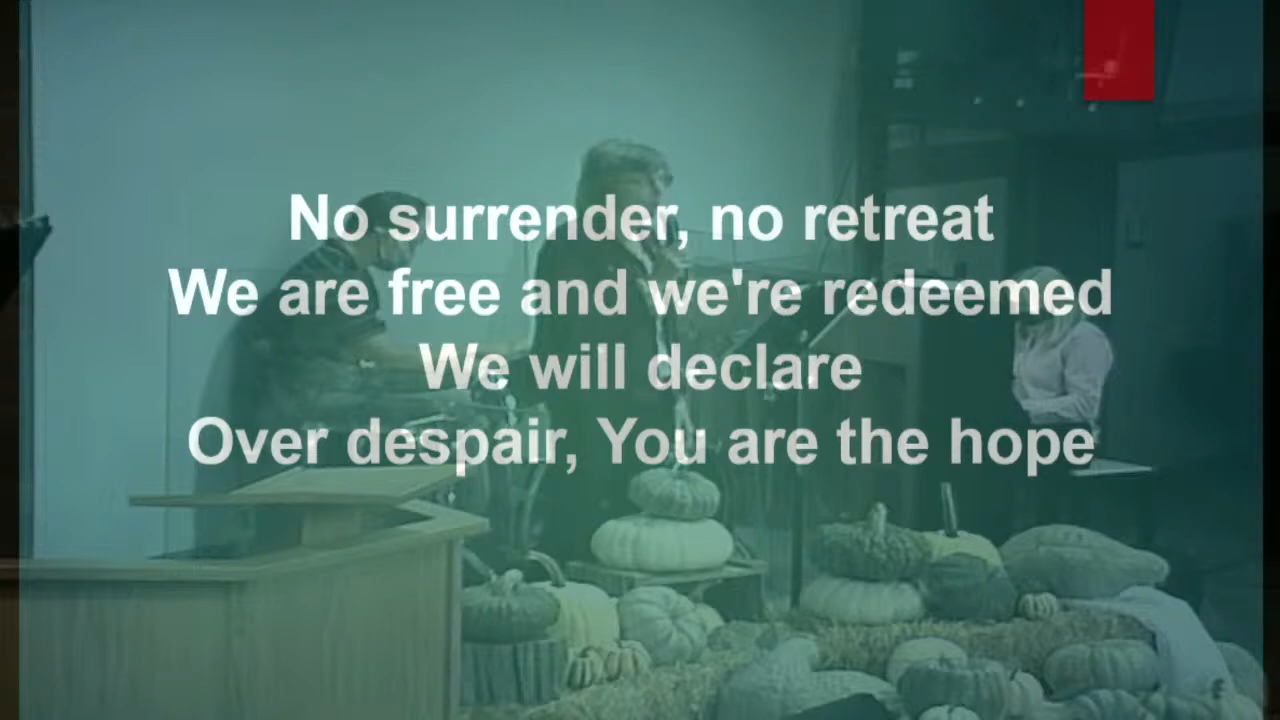 No surrender, no retreat
We are free and we're redeemed
We will declare
Over despair, You are the hope